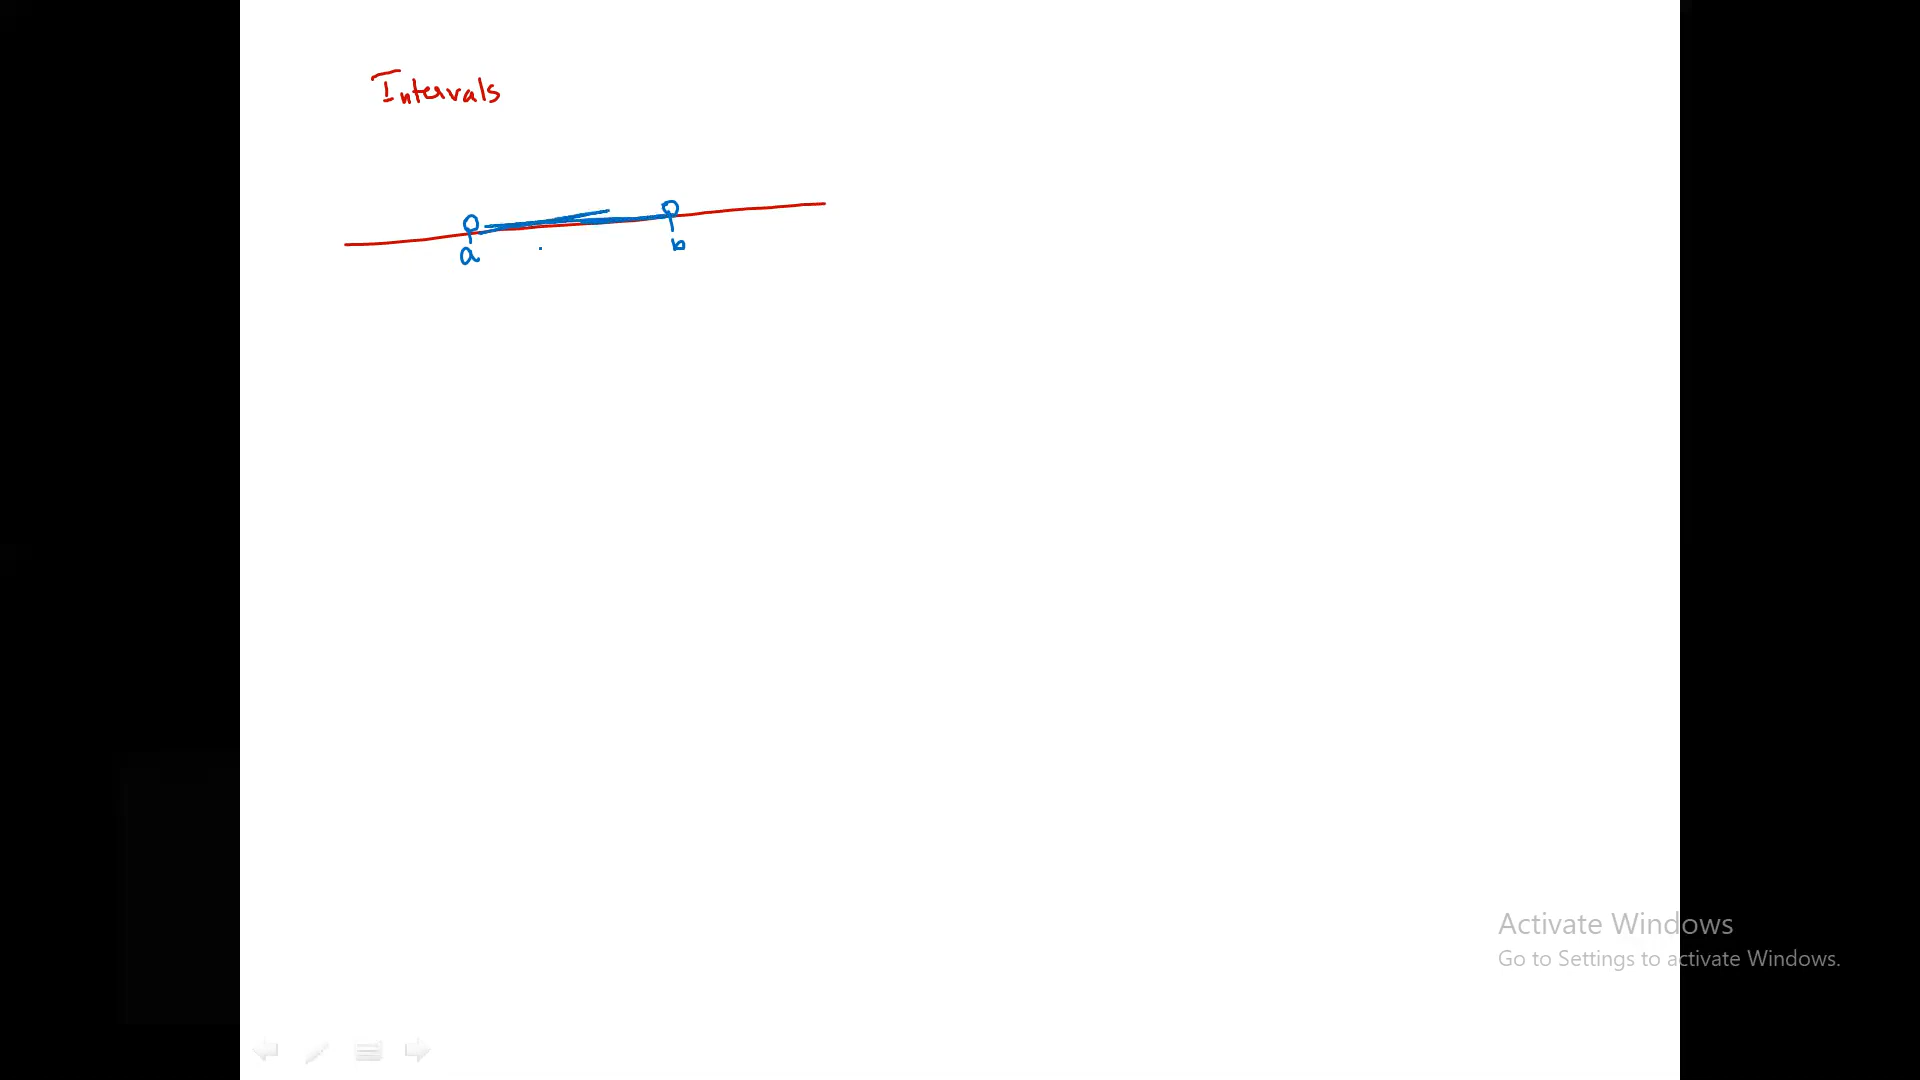 Intervals
a b
Activate Windows
Go to Settings to activate Windows.